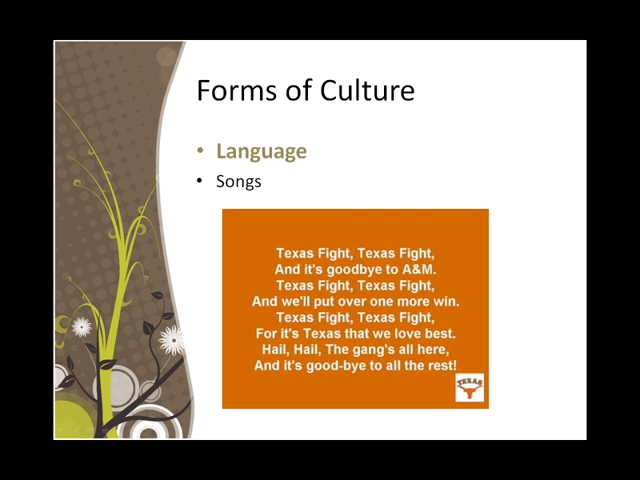 Forms of Culture
• Language
• Songs
Texas Fight, Texas Fight,
And it's goodbye to A&M.
Texas Fight, Texas Fight,
And we'll put over one more win.
Texas Fight, Texas Fight,
For it's Texas that we love best.
Hail, Hail, The gang's all here,
And it's good-bye to all the rest!
TEXAS